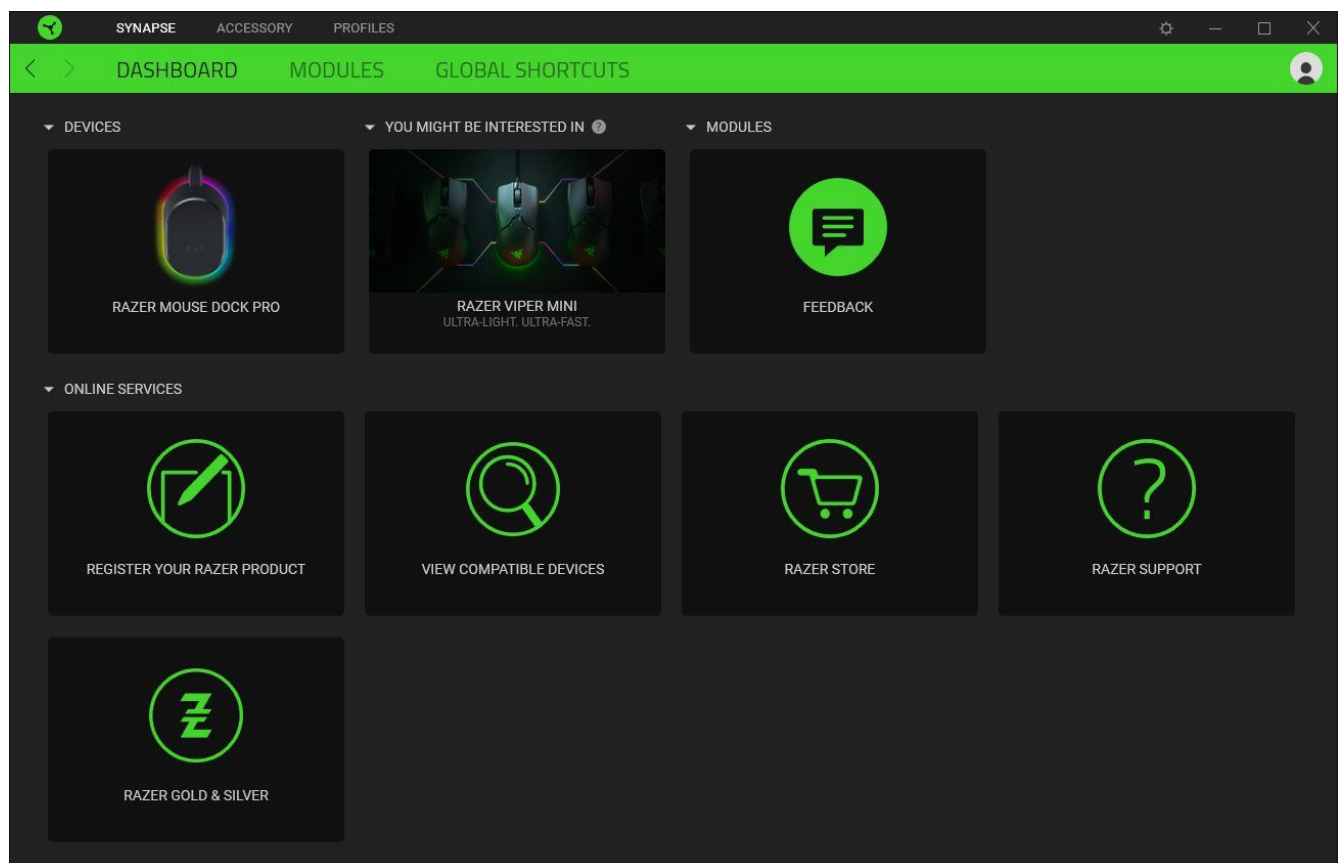 SYNAPSE ACCESSORY PROFILES
DASHBOARD MODULES GLOBAL SHORTCUTS
DEVICES
RAZER MOUSE DOCK PRO
YOU MIGHT BE INTERESTED IN ?
RAZER VIPER MINI
ULTRA-LIGHT. ULTRA-FAST.
MODULES
FEEDBACK
ONLINE SERVICES
REGISTER YOUR RAZER PRODUCT
VIEW COMPATIBLE DEVICES
RAZER STORE
?
RAZER SUPPORT
RAZER GOLD & SILVER